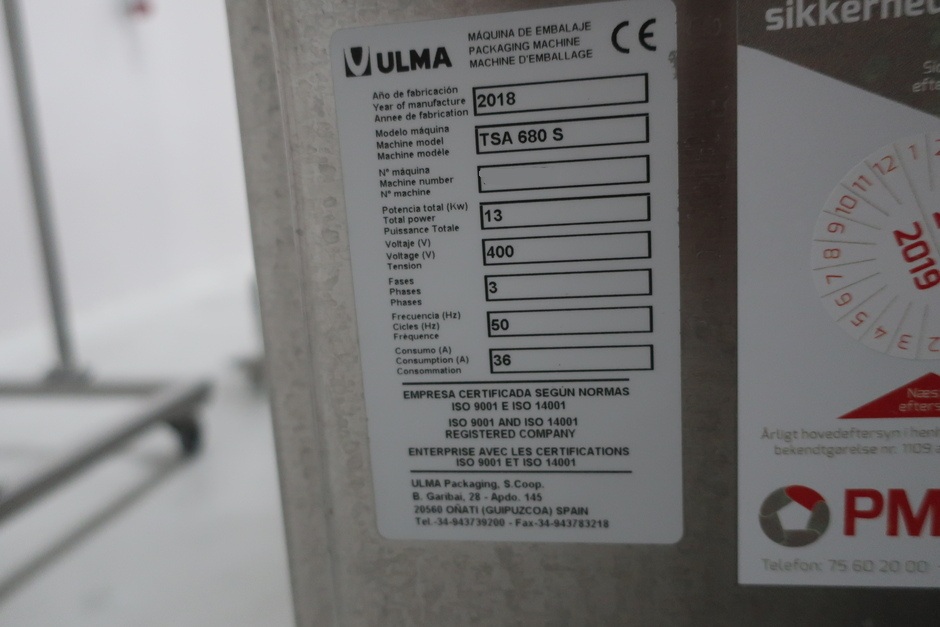 ULMA
MÁQUINA DE EMBALAJE
PACKAGING MACHINE
MACHINE D'EMBALLAGE
CE
Año de fabricación
Year of manufacture
Annee de fabrication
2018
Modelo máquina
Machine model
Machine modèle
TSA 680 S
N° máquina
Machine number
N° machine
Potencia total (Kw)
Total power
Puissance Totale
13
Voltaje (V)
Voltage (V)
Tension
400
Fases
Phases
Phases
3
Frecuencia (Hz)
Cicles (Hz)
Fréquence
50
Consumo (A)
Consumption (A)
Consommation
36
EMPRESA CERTIFICADA SEGÚN NORMAS
ISO 9001 E ISO 14001
ISO 9001 AND ISO 14001
REGISTERED COMPANY
ENTERPRISE AVEC LES CERTIFICATIONS
ISO 9001 ET ISO 14001
ULMA Packaging, S.Coop.
B. Garibai, 28 - Apdo. 145
20560 OÑATI (GUIPUZCOA) SPAIN
Tel.-34-943739200 - Fax-34-943783218
sikkerhed
1
12
11
10
9
8
7
6
5
4
3
2
2019
Næs
efters
Årligt hovedeftersyn i henl
bekendtgørelse nr. 1109
PM
Telefon: 75 60 20 00